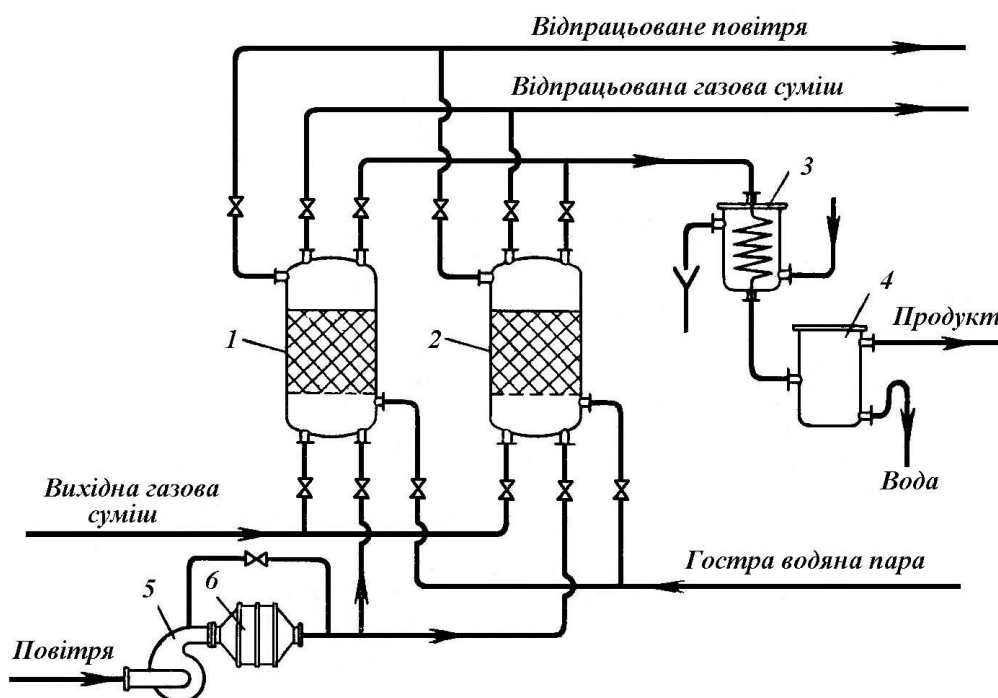 Відпрацьоване повітря
Відпрацьована газова суміш
3
4
Продукт
1
2
Вода
Вихідна газова
суміш
Гостра водяна пара
5
6
Повітря